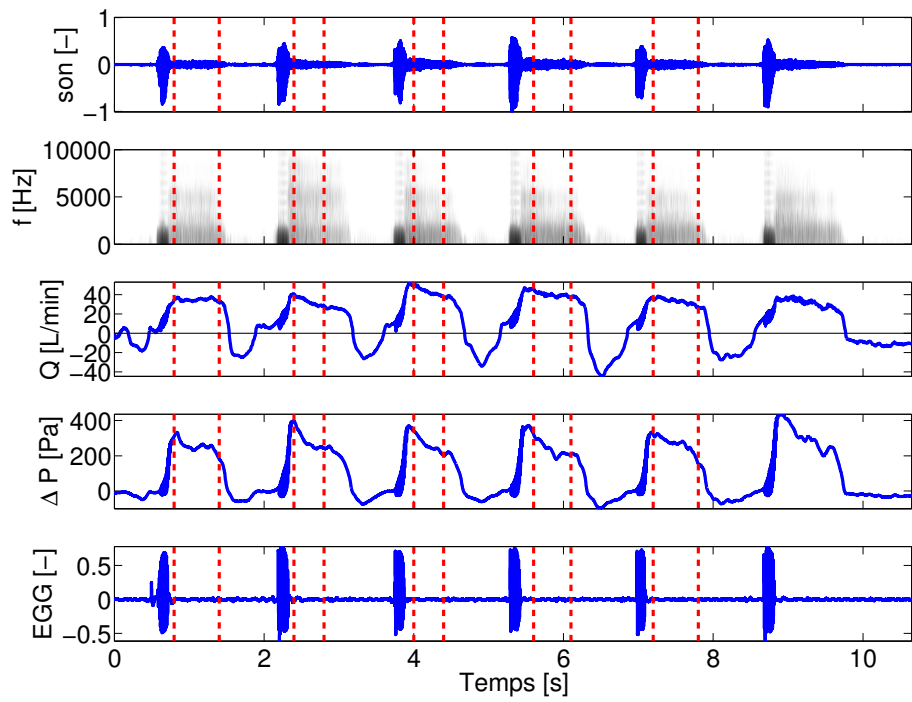 1
0
−1
son [−]
10000
5000
0
f [Hz]
40
20
0
−20
−40
Q [L/min]
400
200
0
Δ P [Pa]
0.5
0
−0.5
EGG [−]
0 2 4 6 8 10
Temps [s]